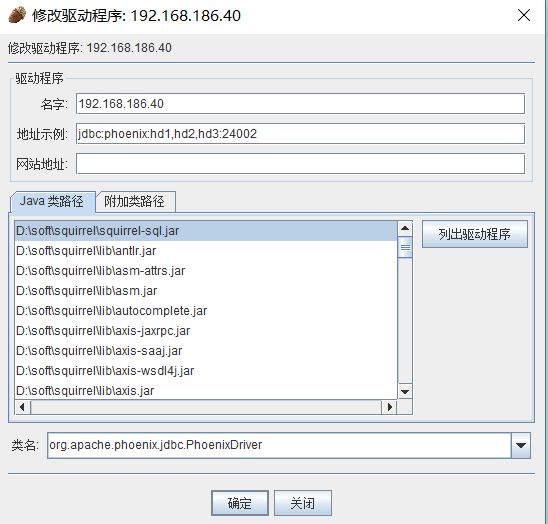 修改驱动程序: 192.168.186.40
修改驱动程序: 192.168.186.40
驱动程序
名字: 192.168.186.40
地址示例: jdbc:phoenix:hd1,hd2,hd3:24002
网站地址:
Java 类路径 附加类路径
D:\soft\squirrel\squirrel-sql.jar 列出驱动程序
D:\soft\squirrel\lib\antlr.jar
D:\soft\squirrel\lib\asm-attrs.jar
D:\soft\squirrel\lib\asm.jar
D:\soft\squirrel\lib\autocomplete.jar
D:\soft\squirrel\lib\axis-jaxrpc.jar
D:\soft\squirrel\lib\axis-saaj.jar
D:\soft\squirrel\lib\axis-wsdl4j.jar
D:\soft\squirrel\lib\axis.jar
类名: org.apache.phoenix.jdbc.PhoenixDriver
确定 关闭